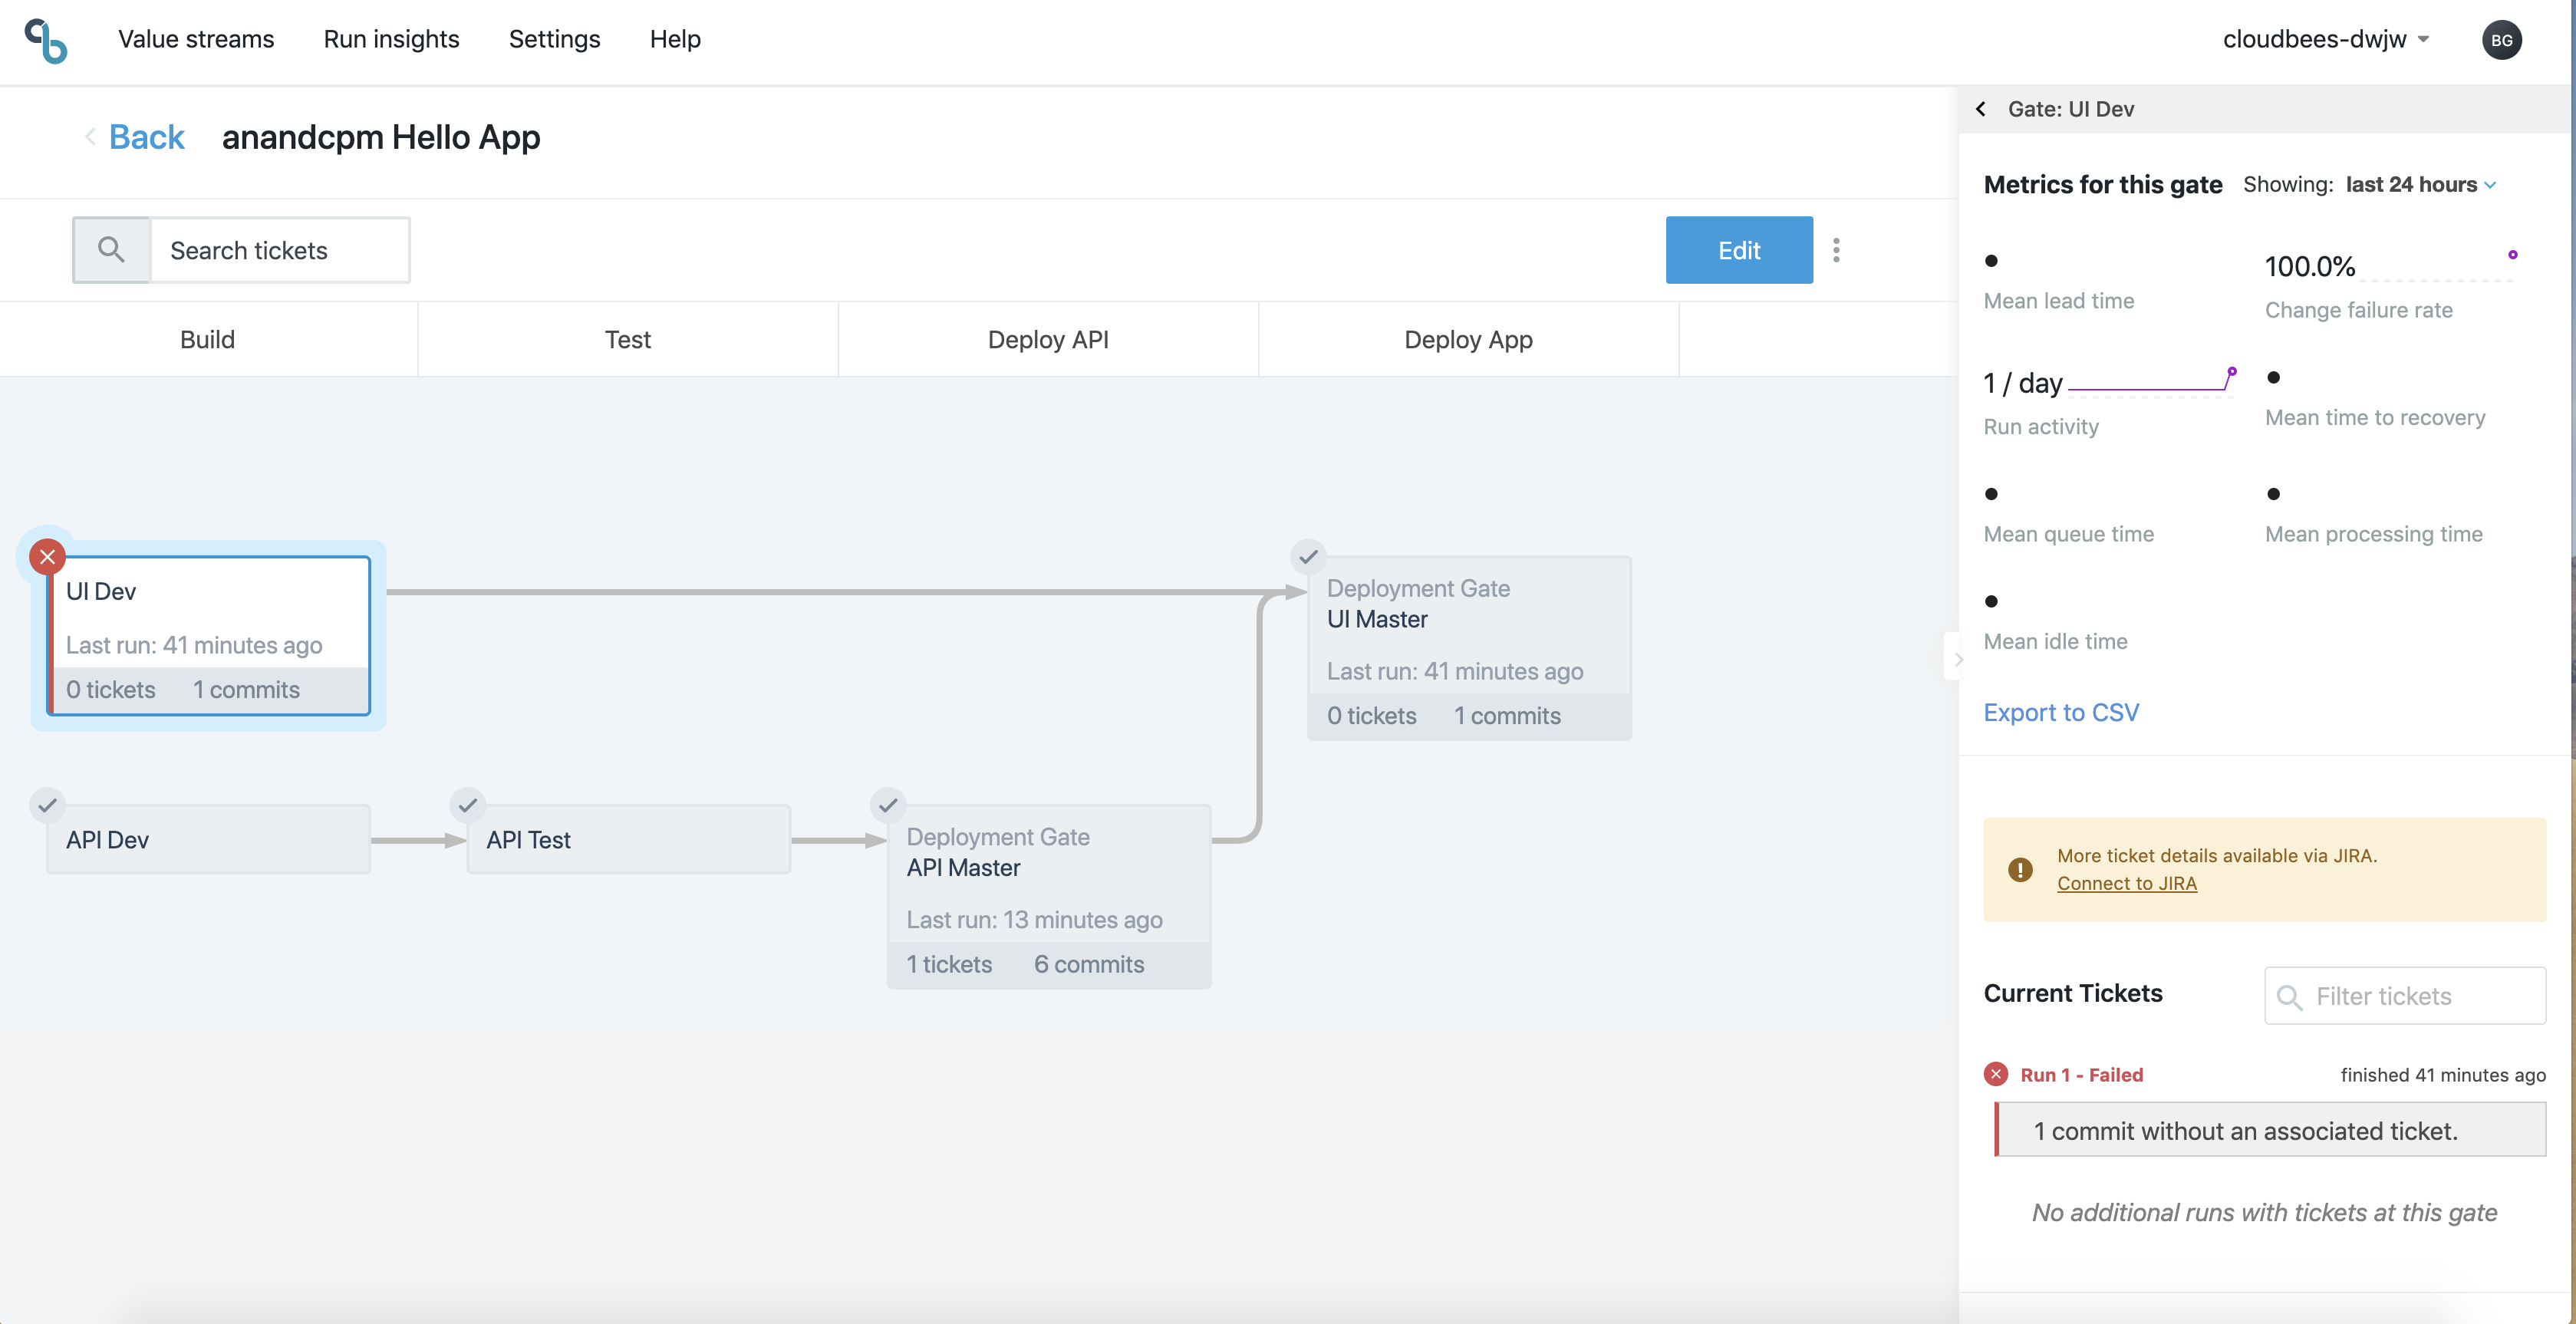 Value streams
Run insights
Settings
Help
cloudbees-dwjw
BG
Back
anandcpm Hello App
Search tickets
Edit
Build
Test
Deploy API
Deploy App
UI Dev
Last run: 41 minutes ago
0 tickets 1 commits
Deployment Gate
UI Master
Last run: 41 minutes ago
0 tickets 1 commits
API Dev
API Test
Deployment Gate
API Master
Last run: 13 minutes ago
1 tickets 6 commits
Gate: UI Dev
Metrics for this gate
Showing: last 24 hours
Mean lead time
100.0%
Change failure rate
1 / day
Run activity
Mean time to recovery
Mean queue time
Mean processing time
Mean idle time
Export to CSV
More ticket details available via JIRA.
Connect to JIRA
Current Tickets
Filter tickets
Run 1 - Failed
finished 41 minutes ago
1 commit without an associated ticket.
No additional runs with tickets at this gate